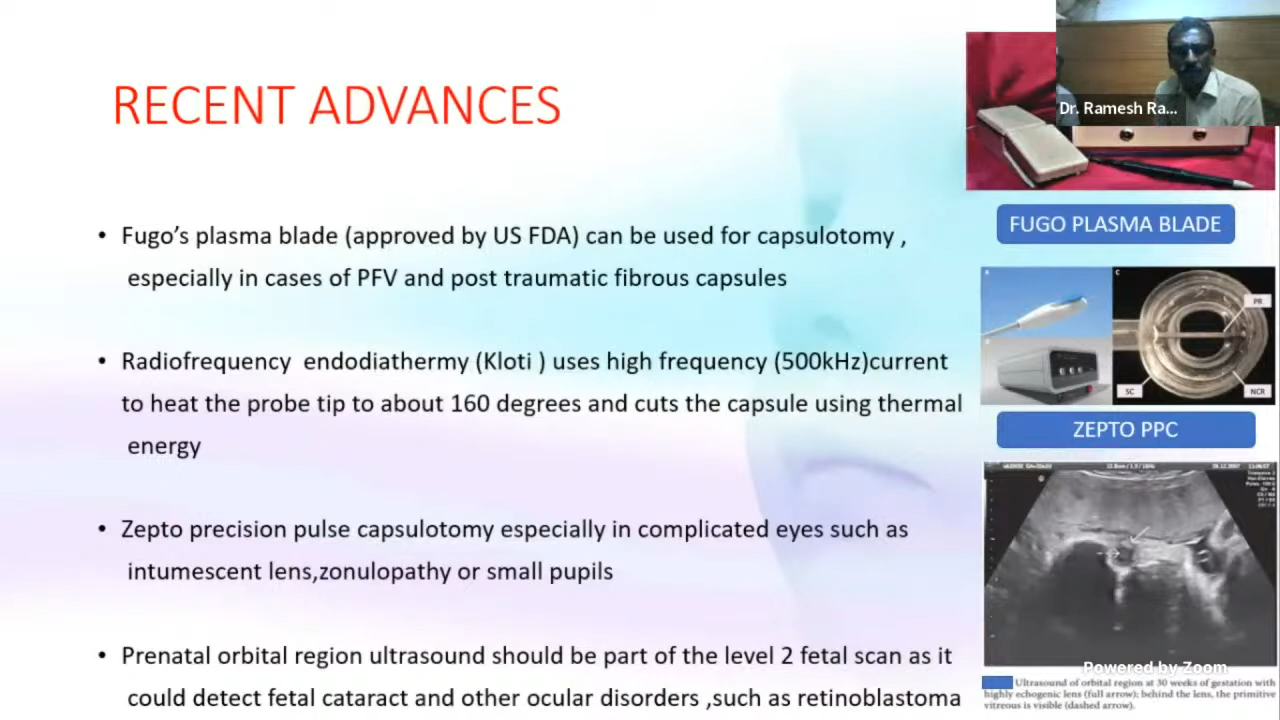 RECENT ADVANCES
Dr. Ramesh Ra...
• Fugo's plasma blade (approved by US FDA) can be used for capsulotomy ,
especially in cases of PFV and post traumatic fibrous capsules
• Radiofrequency endodiathermy (Kloti ) uses high frequency (500kHz)current
to heat the probe tip to about 160 degrees and cuts the capsule using thermal
energy
• Zepto precision pulse capsulotomy especially in complicated eyes such as
intumescent lens,zonulopathy or small pupils
• Prenatal orbital region ultrasound should be part of the level 2 fetal scan as it
could detect fetal cataract and other ocular disorders ,such as retinoblastoma
FUGO PLASMA BLADE
C
PR
SC
NCR
ZEPTO PPC
Powered by Zoom
Ultrasound of orbital region at 30 weeks of gestation with
highly echogenic lens (full arrow); behind the lens, the primitive
vitreous is visible (dashed arrow).